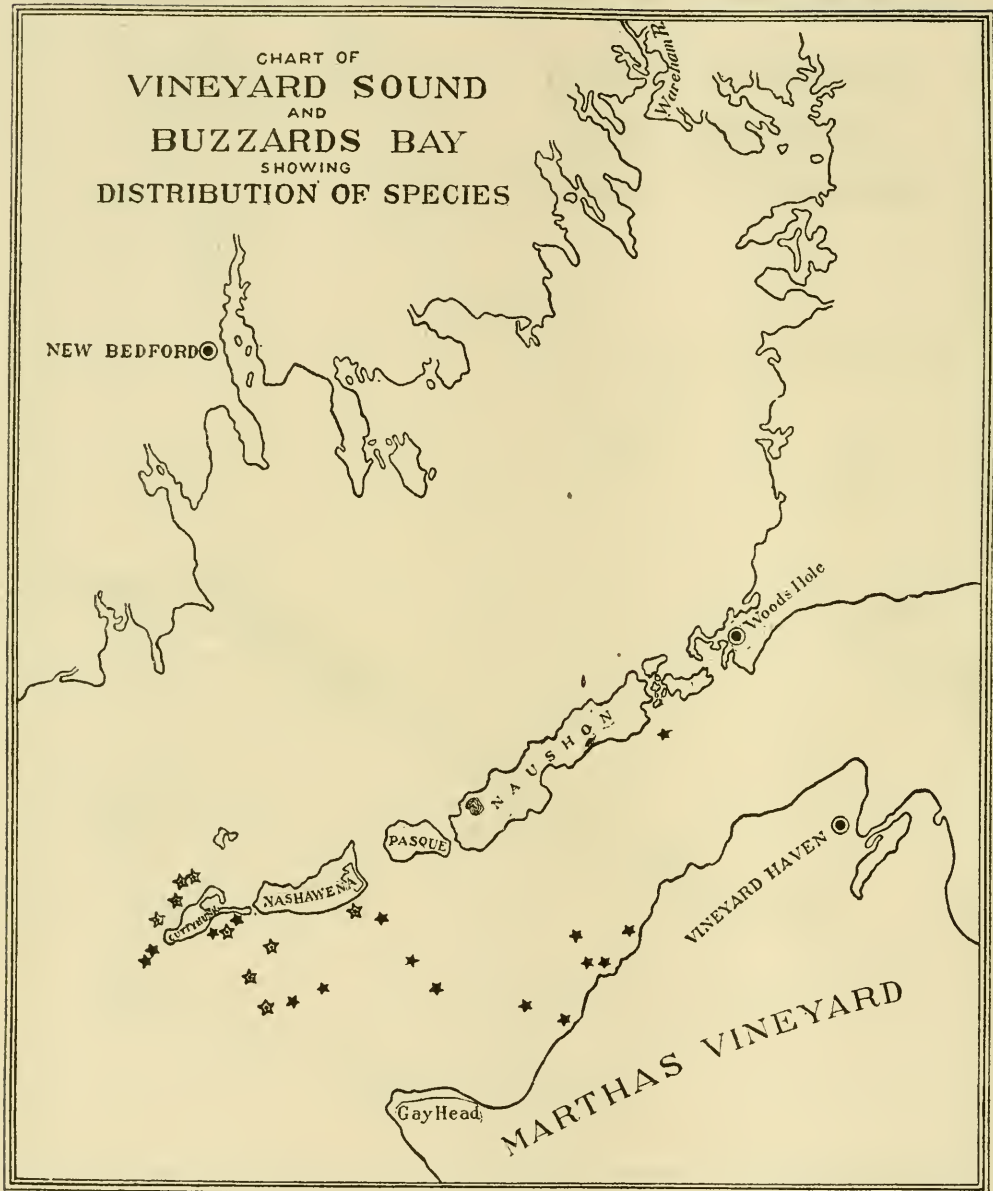 CHART OF
VINEYARD SOUND
AND
BUZZARDS BAY
SHOWING
DISTRIBUTION OF SPECIES
Wareham R.
NEW BEDFORD
Woods Hole
NAUSHON
PASQUE
NASHAWENA
CUTTYHUNK
VINEYARD HAVEN
MARTHAS VINEYARD
Gay Head